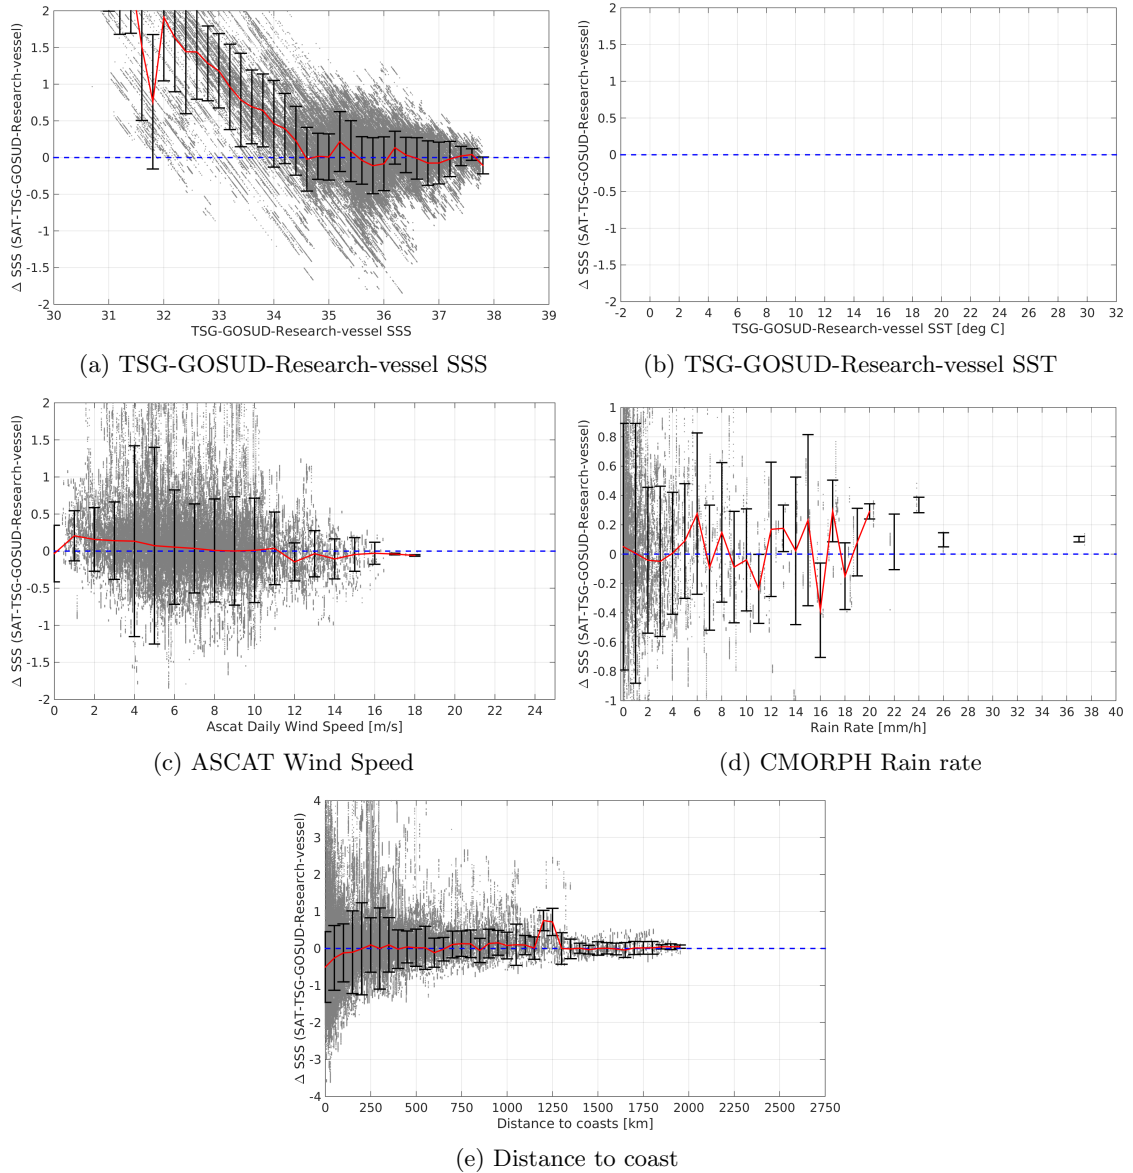 Δ SSS (SAT-TSG-GOSUD-Research-vessel)
2
1.5
1
0.5
0
-0.5
-1
-1.5
-2
30 31 32 33 34 35 36 37 38 39
TSG-GOSUD-Research-vessel SSS
(a) TSG-GOSUD-Research-vessel SSS
Δ SSS (SAT-TSG-GOSUD-Research-vessel)
2
1.5
1
0.5
0
-0.5
-1
-1.5
-2
-2 0 2 4 6 8 10 12 14 16 18 20 22 24 26 28 30 32
TSG-GOSUD-Research-vessel SST [deg C]
(b) TSG-GOSUD-Research-vessel SST
Δ SSS (SAT-TSG-GOSUD-Research-vessel)
2
1.5
1
0.5
0
-0.5
-1
-1.5
-2
0 2 4 6 8 10 12 14 16 18 20 22 24
Ascat Daily Wind Speed [m/s]
(c) ASCAT Wind Speed
Δ SSS (SAT-TSG-GOSUD-Research-vessel)
1
0.8
0.6
0.4
0.2
0
-0.2
-0.4
-0.6
-0.8
-1
0 2 4 6 8 10 12 14 16 18 20 22 24 26 28 30 32 34 36 38 40
Rain Rate [mm/h]
(d) CMORPH Rain rate
Δ SSS (SAT-TSG-GOSUD-Research-vessel)
4
3
2
1
0
-1
-2
-3
-4
0 250 500 750 1000 1250 1500 1750 2000 2250 2500 2750
Distance to coasts [km]
(e) Distance to coast